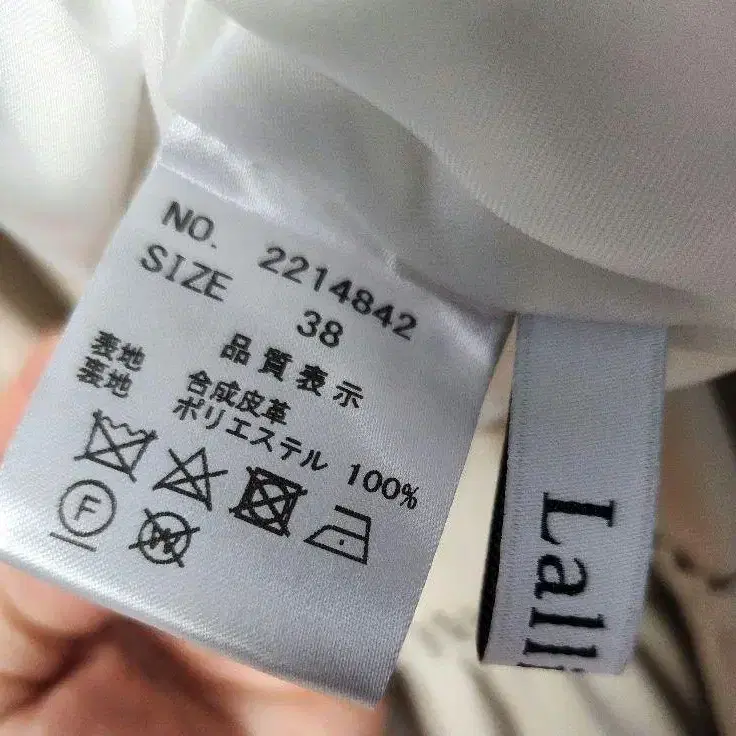 NO. 2214842
SIZE 38
品質表示
表地 合成皮革
裏地 ポリエステル 100%
F
W
Lalli